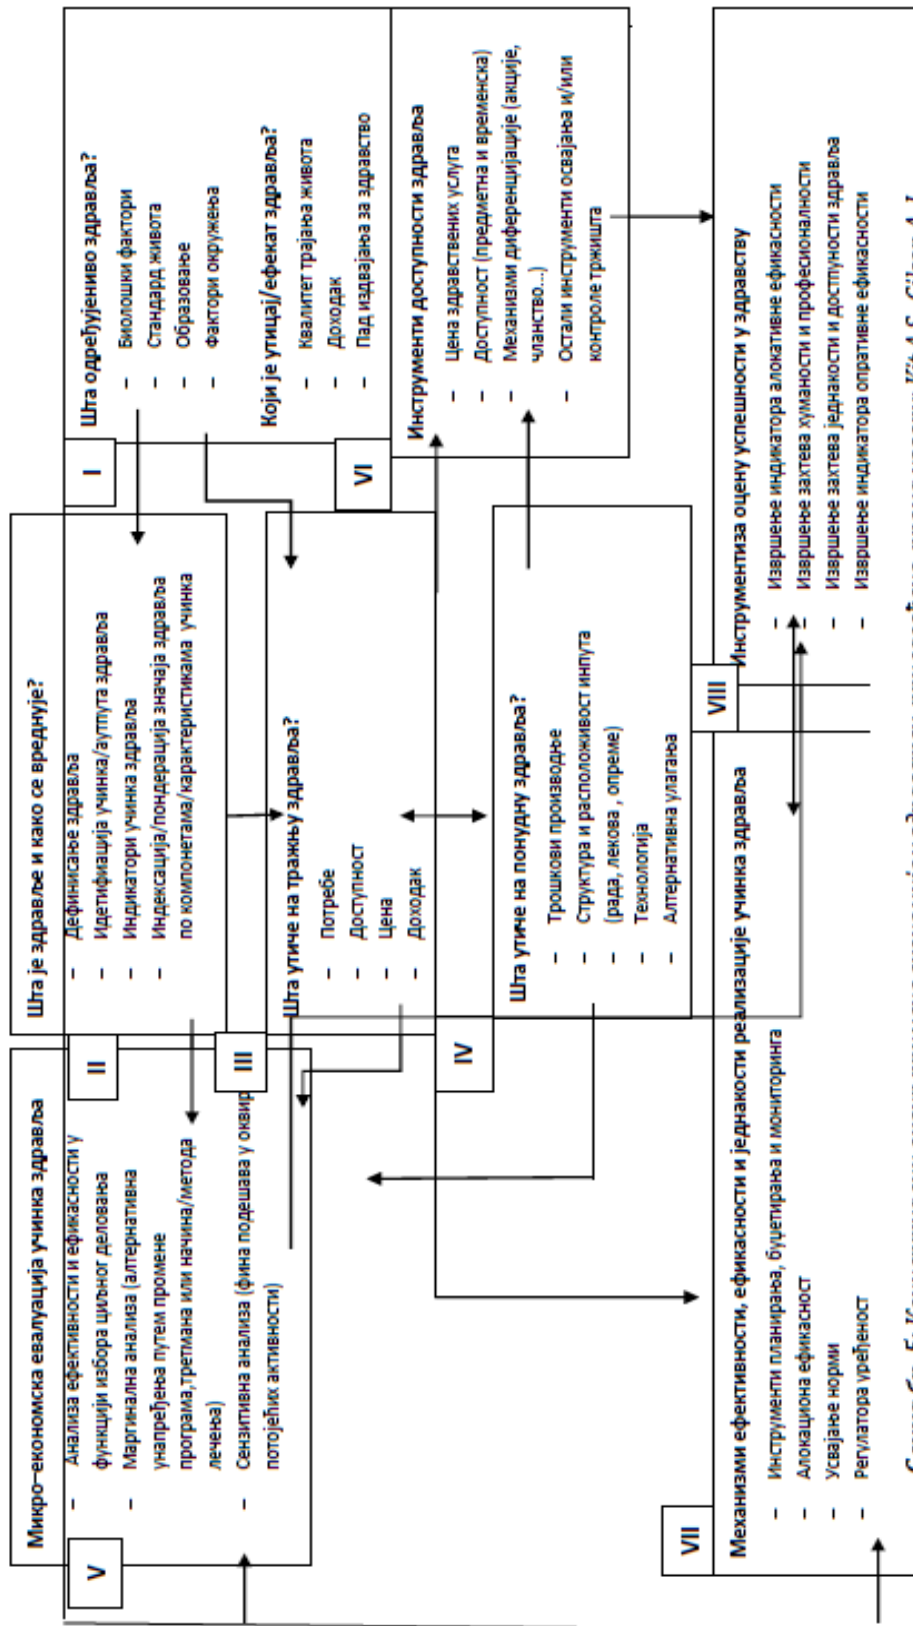 I
Шта одређујениво здравља?
– Биолошки фактори
– Стандард живота
– Образовање
– Фактори окружења
Који је утицај/ефекат здравља?
– Квалитет трајања живота
– Доходак
– Пад издвајања за здравство
II
Шта је здравље и како се вреднује?
– Дефинисање здравља
– Идетифиација учинка/аутпута здравља
– Индикатори учинка здравља
– Индексација/пондерација значаја здравља
по компонетама/карактеристикама учинка
III
Шта утиче на тражњу здравља?
– Потребе
– Доступност
– Цена
– Доходак
IV
Шта утиче на понудну здравља?
– Трошкови производње
– Структура и расположивост инпута
– (рада, лекова , опреме)
– Технологија
– Алтернативна улагања
V
Микро–економска евалуација учинка здравља
– Анализа ефективности и ефикасности у
функцији избора циљног деловања
– Маргинална анализа (алтернативна
унапређења путем промене
програма,третмана или начина/метода
лечења)
– Сензитивна анализа (фина подешава у оквир
потојећих активности)
VI
Инструменти доступности здравља
– Цена здравствених услуга
– Доступност (предметна и временска)
– Механизми диференцијације (акције,
чланство...)
– Остали инструменти освајања и/или
контроле тржишта
VII
Механизми ефективности, ефикасности и једнакости реализације учинка здравља
– Инструменти планирања, буџетирања и мониторинга
– Алокациона ефикасност
– Усвајање норми
– Регулатора уређеност
VIII
Инструментиза оцену успешности у здравству
– Извршење индикатора алокативне ефикасности
– Извршење захтева хуманости и професионалности
– Извршење захтева једнакости и достпуности здравља
– Извршење индикатора опративне ефикасности